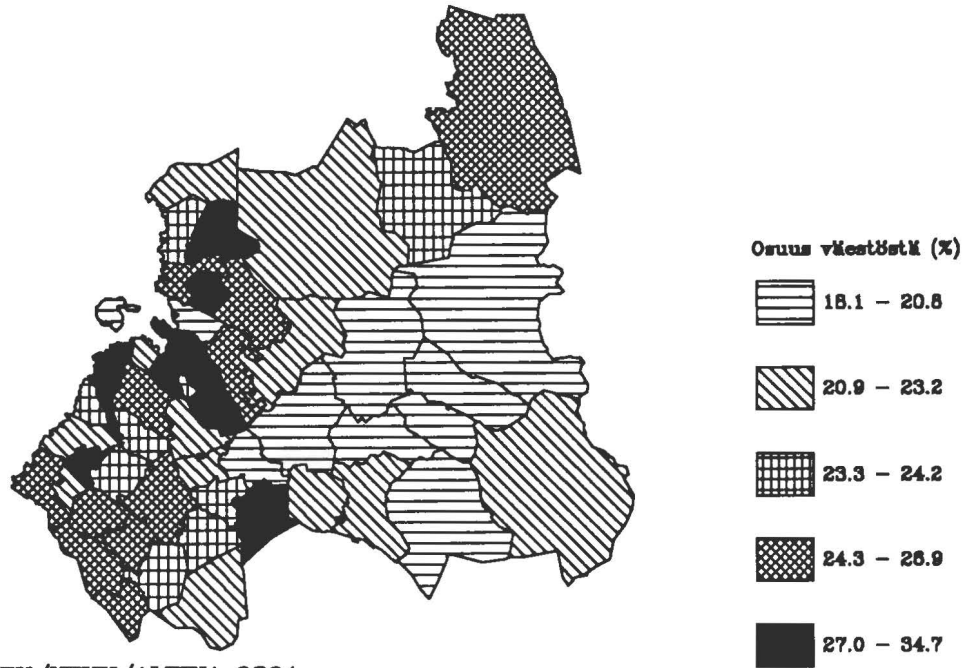 Osuus väestöstä (%)
18.1 – 20.8
20.9 – 23.2
23.3 – 24.2
24.3 – 26.9
27.0 – 34.7